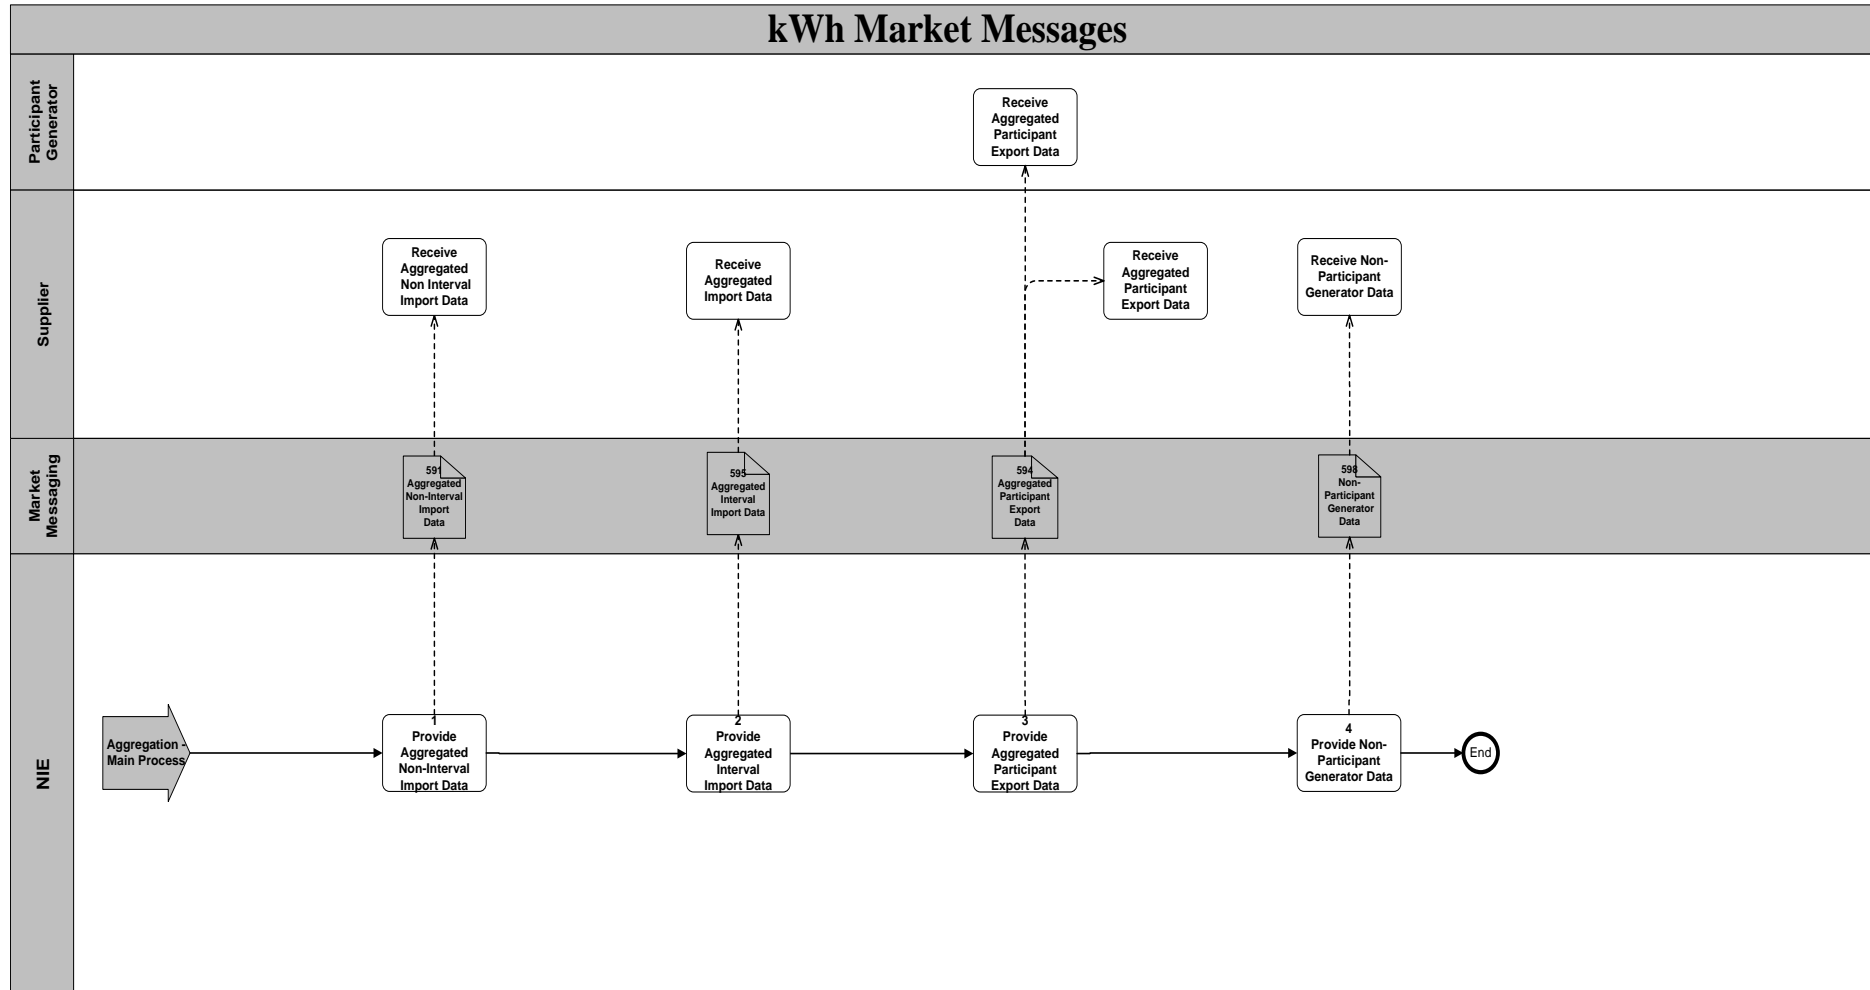 kWh Market Messages
Participant
Generator
Receive
Aggregated
Participant
Export Data
Supplier
Receive
Aggregated
Non Interval
Import Data
Receive
Aggregated
Import Data
Receive
Aggregated
Participant
Export Data
Receive Non-
Participant
Generator Data
Market
Messaging
591
Aggregated
Non-Interval
Import
Data
595
Aggregated
Interval
Import Data
594
Aggregated
Participant
Export
Data
598
Non-
Participant
Generator
Data
NIE
Aggregation -
Main Process
1
Provide
Aggregated
Non-Interval
Import Data
2
Provide
Aggregated
Interval
Import Data
3
Provide
Aggregated
Participant
Export Data
4
Provide Non-
Participant
Generator Data
End